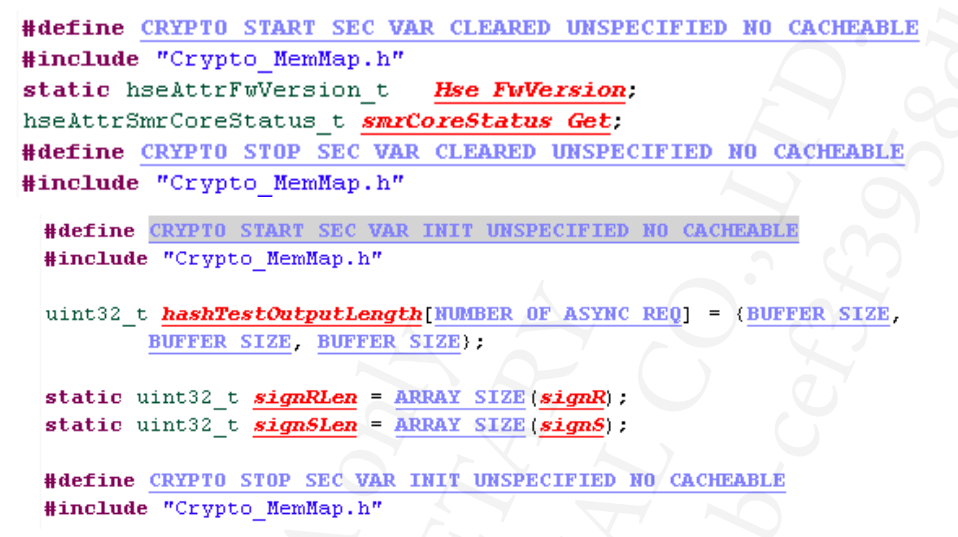 #define CRYPTO_START_SEC_VAR_CLEARED_UNSPECIFIED_NO_CACHEABLE
#include "Crypto_MemMap.h"
static hseAttrFwVersion_t Hse_FwVersion;
hseAttrSmrCoreStatus_t smrCoreStatus_Get;
#define CRYPTO_STOP_SEC_VAR_CLEARED_UNSPECIFIED_NO_CACHEABLE
#include "Crypto_MemMap.h"
#define CRYPTO_START_SEC_VAR_INIT_UNSPECIFIED_NO_CACHEABLE
#include "Crypto_MemMap.h"
uint32_t hashTestOutputLength[NUMBER_OF_ASYNC_REQ] = {BUFFER_SIZE,
BUFFER_SIZE, BUFFER_SIZE};
static uint32_t signRLen = ARRAY_SIZE(signR);
static uint32_t signSLen = ARRAY_SIZE(signS);
#define CRYPTO_STOP_SEC_VAR_INIT_UNSPECIFIED_NO_CACHEABLE
#include "Crypto_MemMap.h"